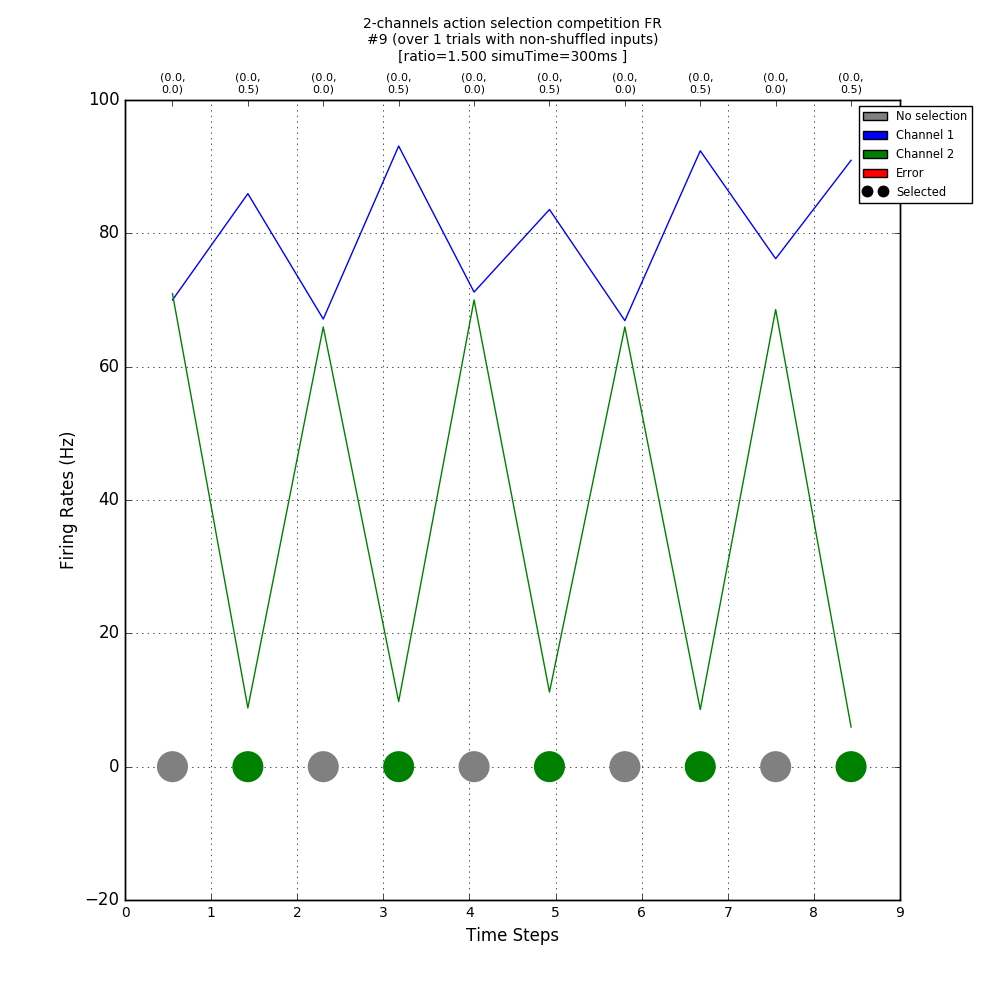 2-channels action selection competition FR
#9 (over 1 trials with non-shuffled inputs)
[ratio=1.500 simuTime=300ms ]
(0.0, (0.0, (0.0, (0.0, (0.0, (0.0, (0.0, (0.0, (0.0, (0.0,
0.0) 0.5) 0.0) 0.5) 0.0) 0.5) 0.0) 0.5) 0.0) 0.5)
No selection
Channel 1
Channel 2
Error
Selected
100
80
60
40
20
0
−20
Firing Rates (Hz)
0 1 2 3 4 5 6 7 8 9
Time Steps